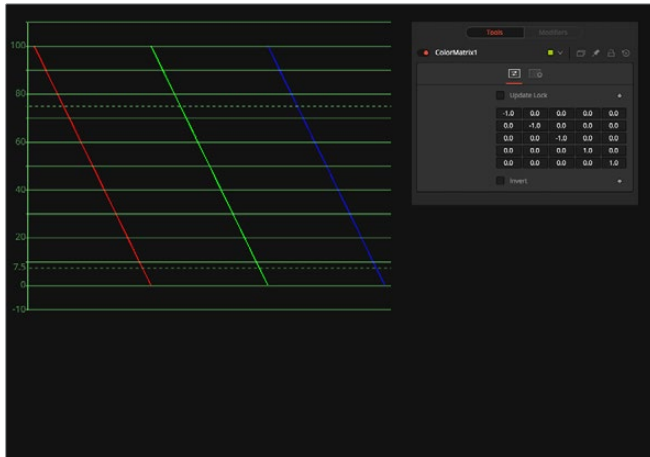 Tools Modifiers
100
ColorMatrix1
80
Update Lock
-1.0 0.0 0.0 0.0 0.0
0.0 -1.0 0.0 0.0 0.0
0.0 0.0 -1.0 0.0 0.0
0.0 0.0 0.0 1.0 0.0
0.0 0.0 0.0 0.0 1.0
60
Invert
40
20
7.5
0
-10